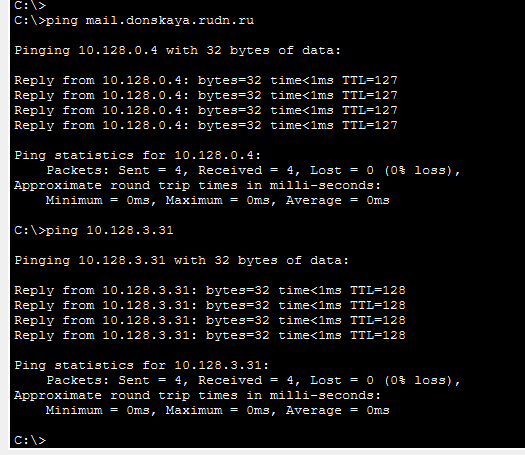 C:\>
C:\>ping mail.donskaya.rudn.ru
Pinging 10.128.0.4 with 32 bytes of data:
Reply from 10.128.0.4: bytes=32 time<1ms TTL=127
Reply from 10.128.0.4: bytes=32 time<1ms TTL=127
Reply from 10.128.0.4: bytes=32 time<1ms TTL=127
Reply from 10.128.0.4: bytes=32 time<1ms TTL=127
Ping statistics for 10.128.0.4:
    Packets: Sent = 4, Received = 4, Lost = 0 (0% loss),
Approximate round trip times in milli-seconds:
    Minimum = 0ms, Maximum = 0ms, Average = 0ms
C:\>ping 10.128.3.31
Pinging 10.128.3.31 with 32 bytes of data:
Reply from 10.128.3.31: bytes=32 time<1ms TTL=128
Reply from 10.128.3.31: bytes=32 time<1ms TTL=128
Reply from 10.128.3.31: bytes=32 time<1ms TTL=128
Reply from 10.128.3.31: bytes=32 time<1ms TTL=128
Ping statistics for 10.128.3.31:
    Packets: Sent = 4, Received = 4, Lost = 0 (0% loss),
Approximate round trip times in milli-seconds:
    Minimum = 0ms, Maximum = 0ms, Average = 0ms
C:\>